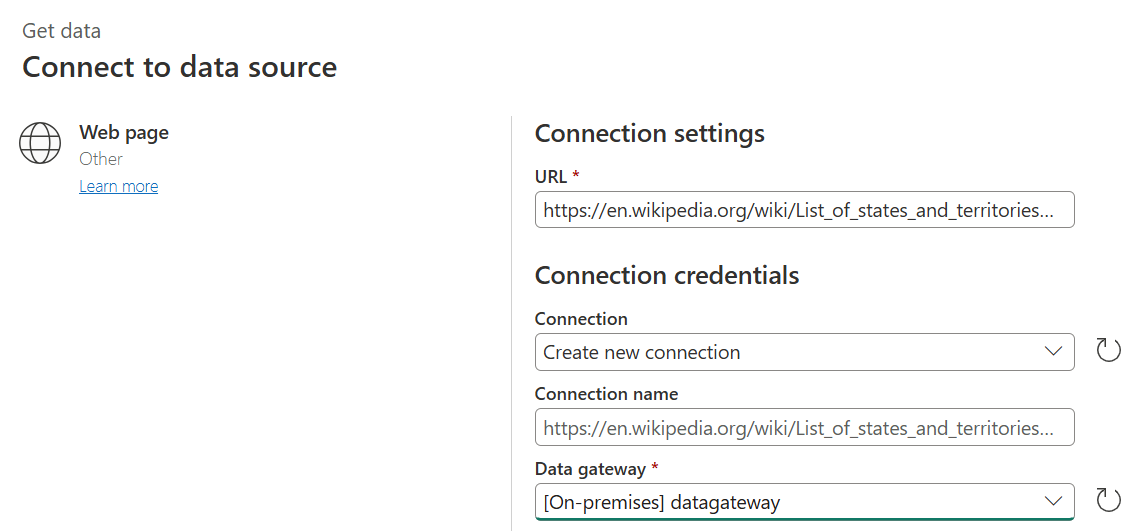 Get data
Connect to data source
Web page
Other
Learn more
Connection settings
URL *
https://en.wikipedia.org/wiki/List_of_states_and_territories...
Connection credentials
Connection
Create new connection
Connection name
https://en.wikipedia.org/wiki/List_of_states_and_territories...
Data gateway *
[On-premises] datagateway